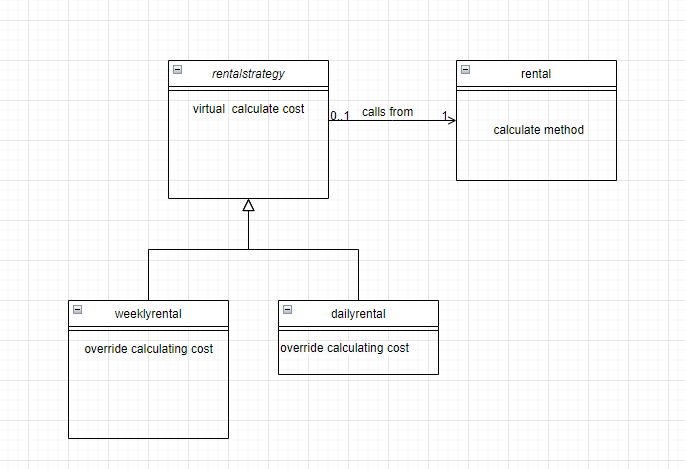 rentalstrategy
virtual  calculate cost
0..1
calls from
1
rental
calculate method
weeklyrental
override calculating cost
dailyrental
override calculating cost